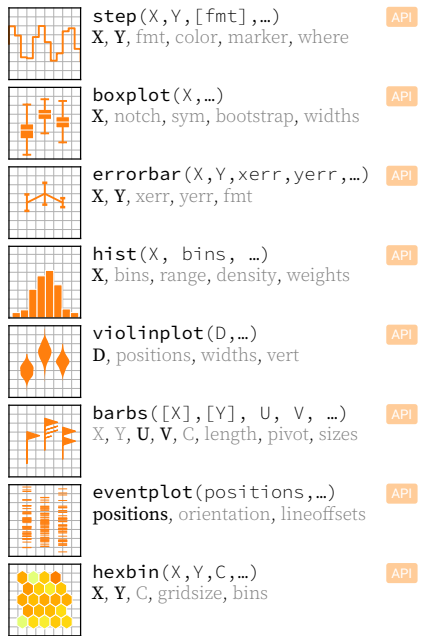 step(X,Y,[fmt],…) API
X, Y, fmt, color, marker, where
boxplot(X,…) API
X, notch, sym, bootstrap, widths
errorbar(X,Y,xerr,yerr,…) API
X, Y, xerr, yerr, fmt
hist(X, bins, …) API
X, bins, range, density, weights
violinplot(D,…) API
D, positions, widths, vert
barbs([X],[Y], U, V, …) API
X, Y, U, V, C, length, pivot, sizes
eventplot(positions,…) API
positions, orientation, lineoffsets
hexbin(X,Y,C,…) API
X, Y, C, gridsize, bins